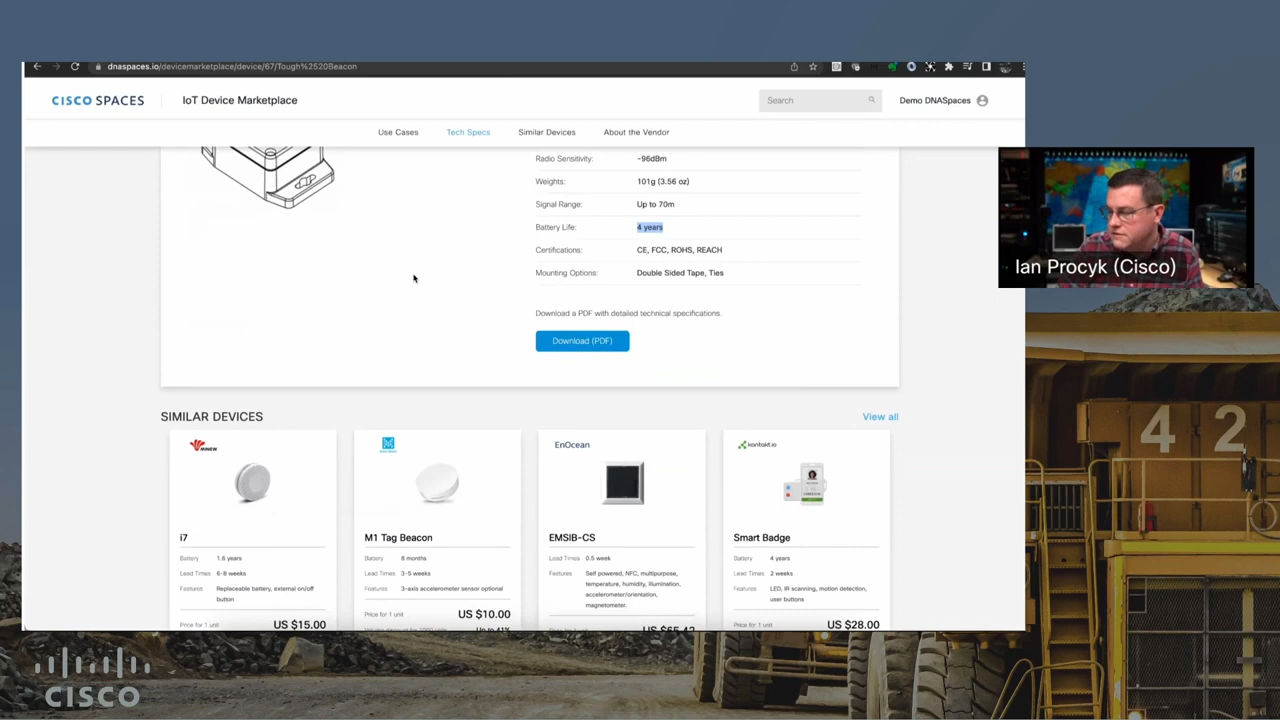 dnaspaces.io/devicemarketplace/device/67/Tough%2520Beacon
CISCO SPACES
IoT Device Marketplace
Search
Demo DNASpaces
Use Cases
Tech Specs
Similar Devices
About the Vendor
Radio Sensitivity: -96dBm
Weights: 101g (3.56 oz)
Signal Range: Up to 70m
Battery Life: 4 years
Certifications: CE, FCC, ROHS, REACH
Mounting Options: Double Sided Tape, Ties
Download a PDF with detailed technical specifications.
Download (PDF)
Ian Procyk (Cisco)
SIMILAR DEVICES
View all
MINEW
i7
Battery 1.6 years
Lead Times 6-8 weeks
Features Replaceable battery, external on/off
button
Price for 1 unit US $15.00
M1 Tag Beacon
Battery 8 months
Lead Times 3-5 weeks
Features 3-axis accelerometer sensor optional
Price for 1 unit US $10.00
Up to 41%
EnOcean
EMSIB-CS
Lead Times 0.5 week
Features Self powered, NFC, multipurpose,
temperature, humidity, illumination,
accelerometer/orientation,
magnetometer.
US $65.42
kontakt.io
Smart Badge
Battery 4 years
Lead Times 2 weeks
Features LED, IR scanning, motion detection,
user buttons
Price for 1 unit US $28.00
42
CISCO